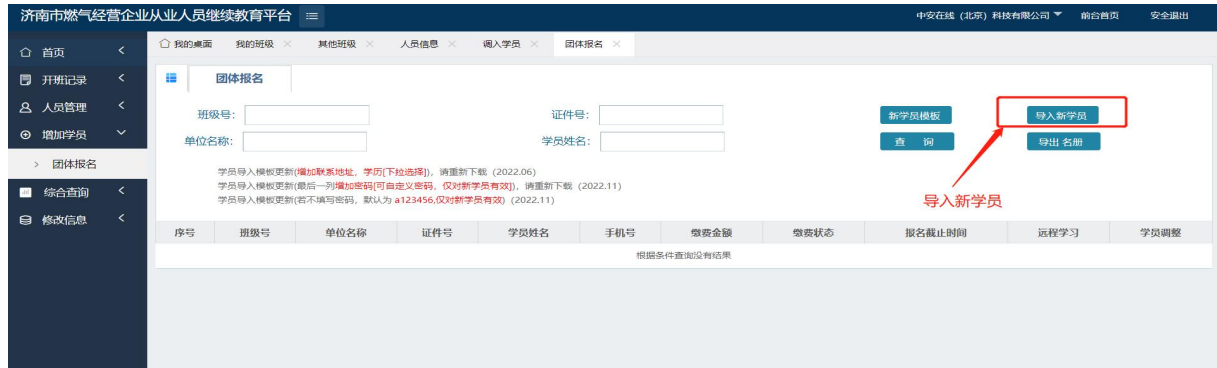 济南市燃气经营企业从业人员继续教育平台
中安在线（北京）科技有限公司 前台首页 安全退出
首页
开班记录
人员管理
增加学员
团体报名
综合查询
修改信息
我的桌面 我的班级 其他班级 人员信息 调入学员 团体报名
团体报名
班级号: 证件号: 新学员模板 导入新学员
单位名称: 学员姓名: 查 询 导出 名册
学员导入模板更新(增加联系地址，学历[下拉选择])，请重新下载 (2022.06)
学员导入模板更新(最后一列增加密码[可自定义密码，仅对新学员有效])，请重新下载 (2022.11)
学员导入模板更新(若不填写密码，默认为 a123456,仅对新学员有效) (2022.11)
导入新学员
序号 班级号 单位名称 证件号 学员姓名 手机号 缴费金额 缴费状态 报名截止时间 远程学习 学员调整
根据条件查询没有结果